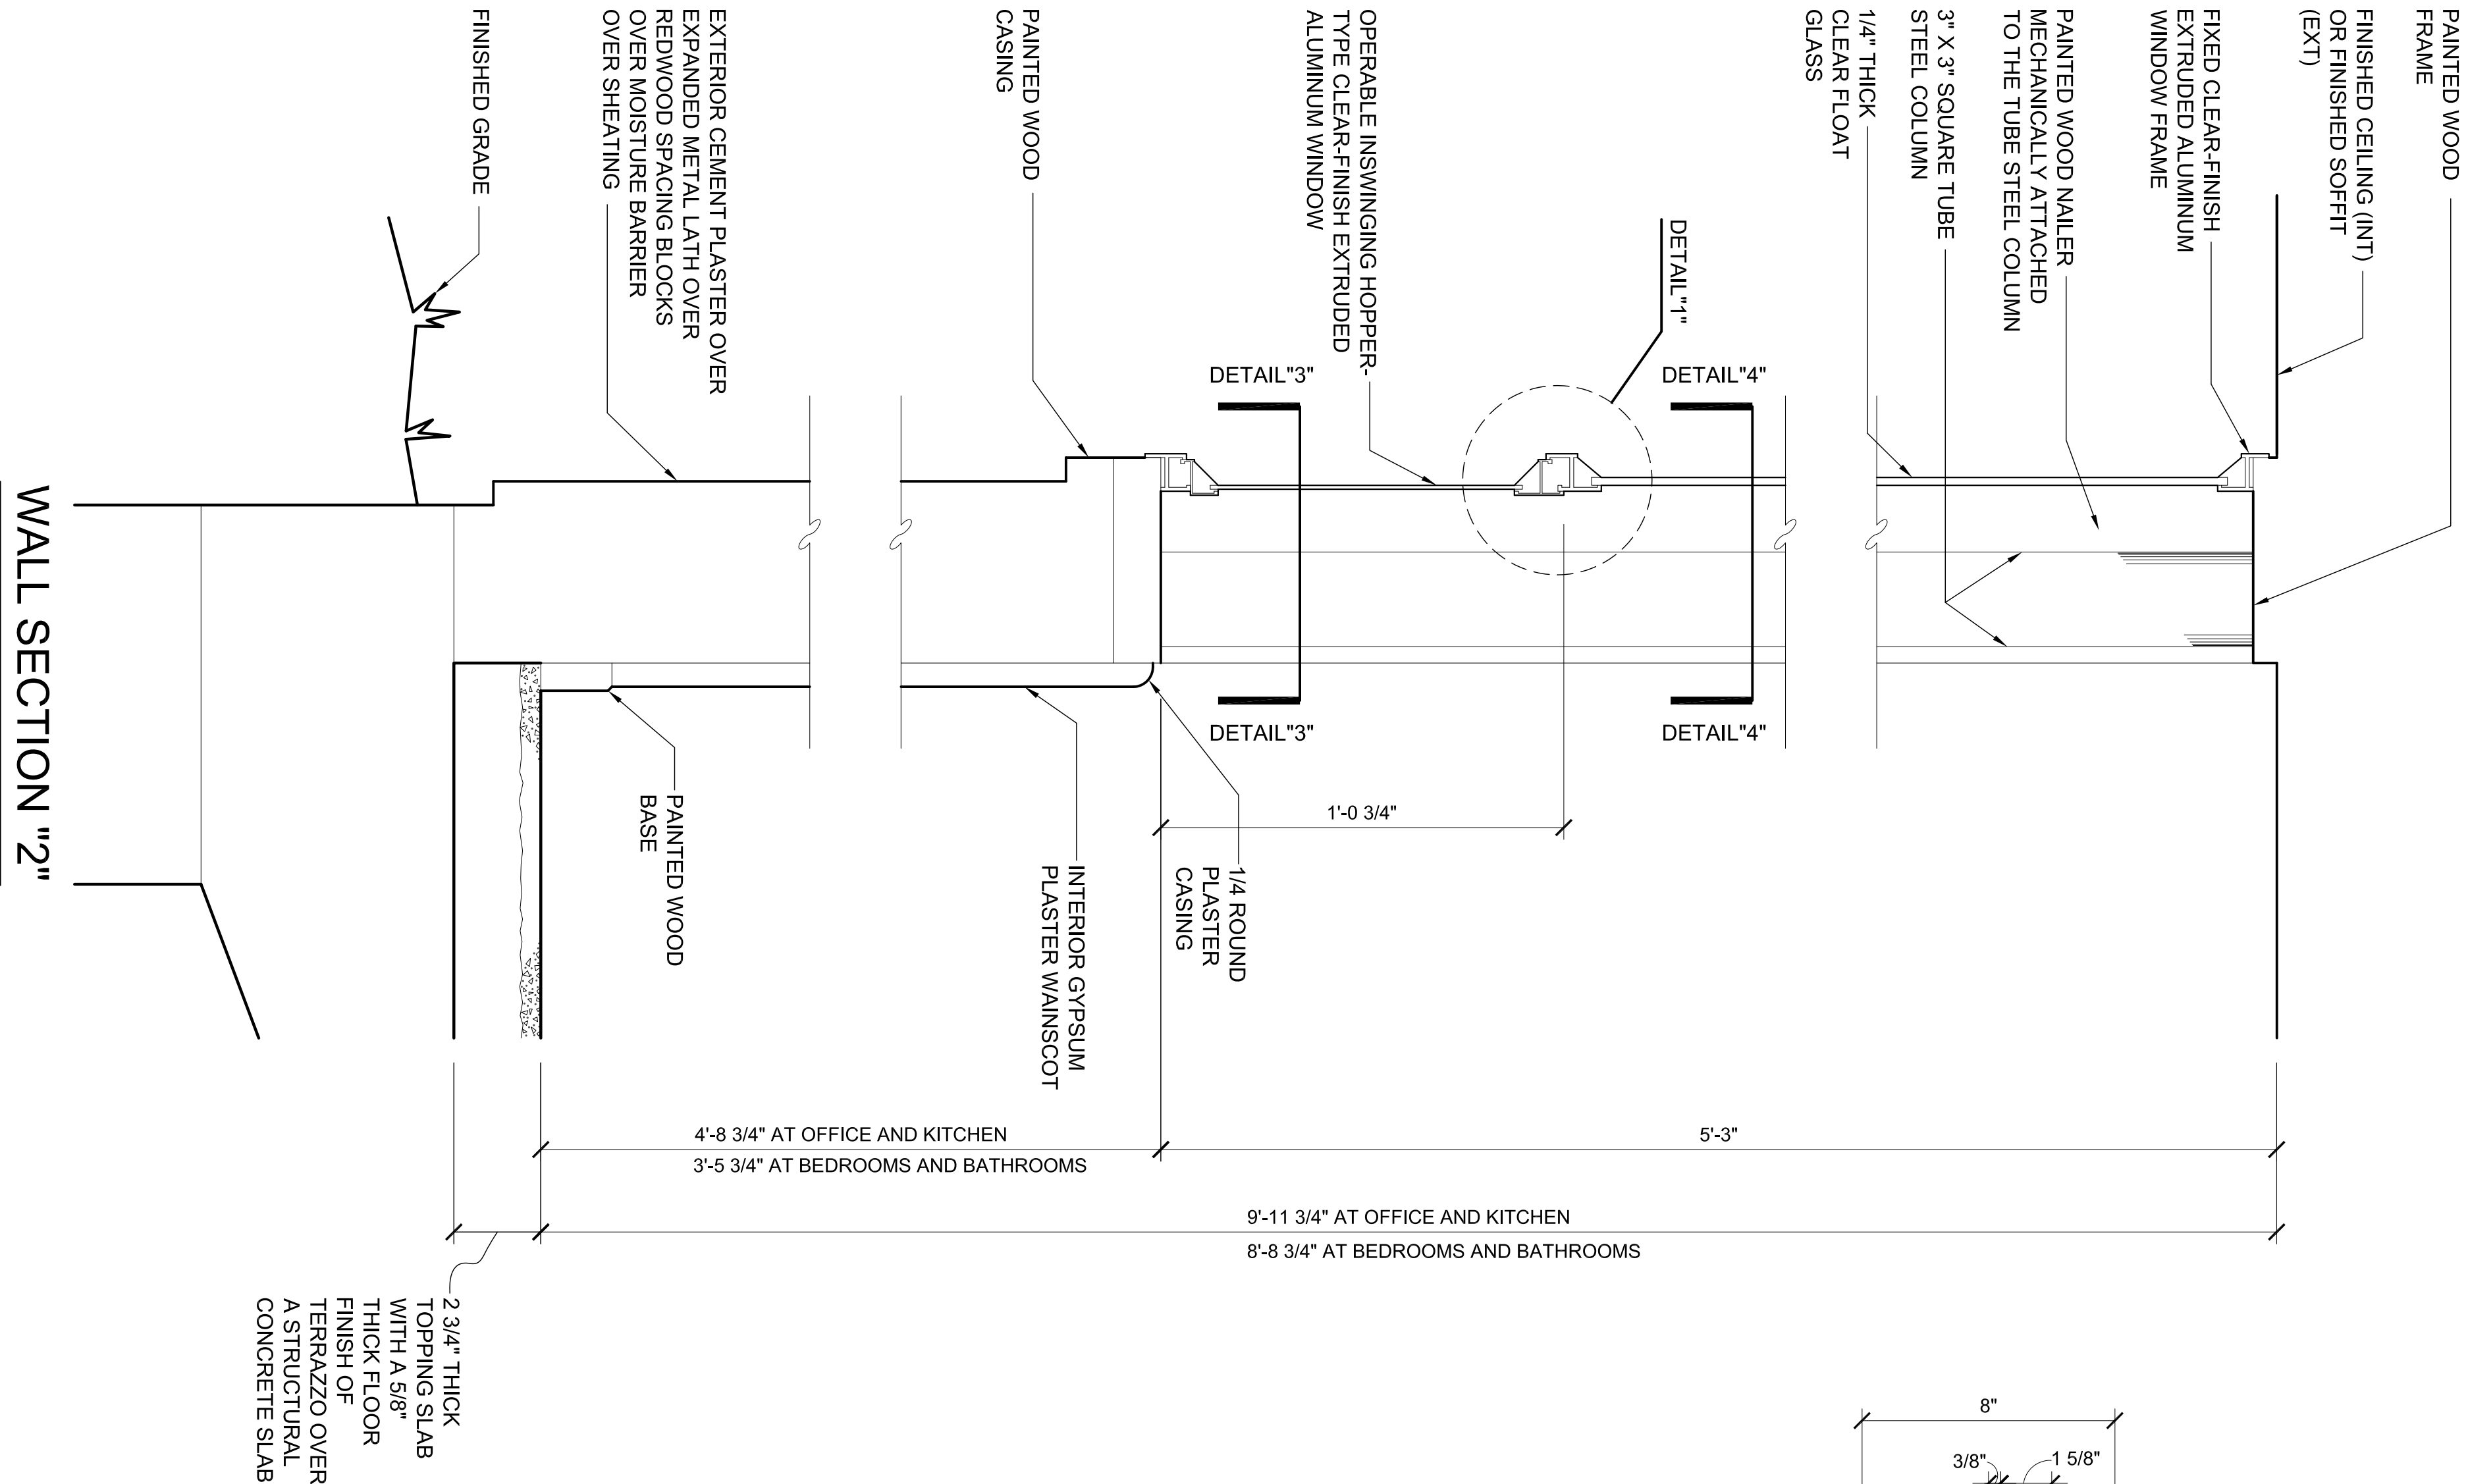 PAINTED WOOD
FRAME
FINISHED CEILING (INT)
OR FINISHED SOFFIT
(EXT)
FIXED CLEAR-FINISH
EXTRUDED ALUMINUM
WINDOW FRAME
PAINTED WOOD NAILER
MECHANICALLY ATTACHED
TO THE TUBE STEEL COLUMN
3" X 3" SQUARE TUBE
STEEL COLUMN
1/4" THICK
CLEAR FLOAT
GLASS
DETAIL"1"
OPERABLE INSWINGING HOPPER-
TYPE CLEAR-FINISH EXTRUDED
ALUMINUM WINDOW
PAINTED WOOD
CASING
EXTERIOR CEMENT PLASTER OVER
EXPANDED METAL LATH OVER
REDWOOD SPACING BLOCKS
OVER MOISTURE BARRIER
OVER SHEATING
FINISHED GRADE
DETAIL"3"
DETAIL"4"
DETAIL"3"
DETAIL"4"
1'-0 3/4"
1/4 ROUND
PLASTER
CASING
INTERIOR GYPSUM
PLASTER WAINSCOT
PAINTED WOOD
BASE
4'-8 3/4" AT OFFICE AND KITCHEN
3'-5 3/4" AT BEDROOMS AND BATHROOMS
5'-3"
9'-11 3/4" AT OFFICE AND KITCHEN
8'-8 3/4" AT BEDROOMS AND BATHROOMS
2 3/4" THICK
TOPPING SLAB
WITH A 5/8"
THICK FLOOR
FINISH OF
TERRAZZO OVER
A STRUCTURAL
CONCRETE SLAB
8"
3/8"
1 5/8"
WALL SECTION "2"